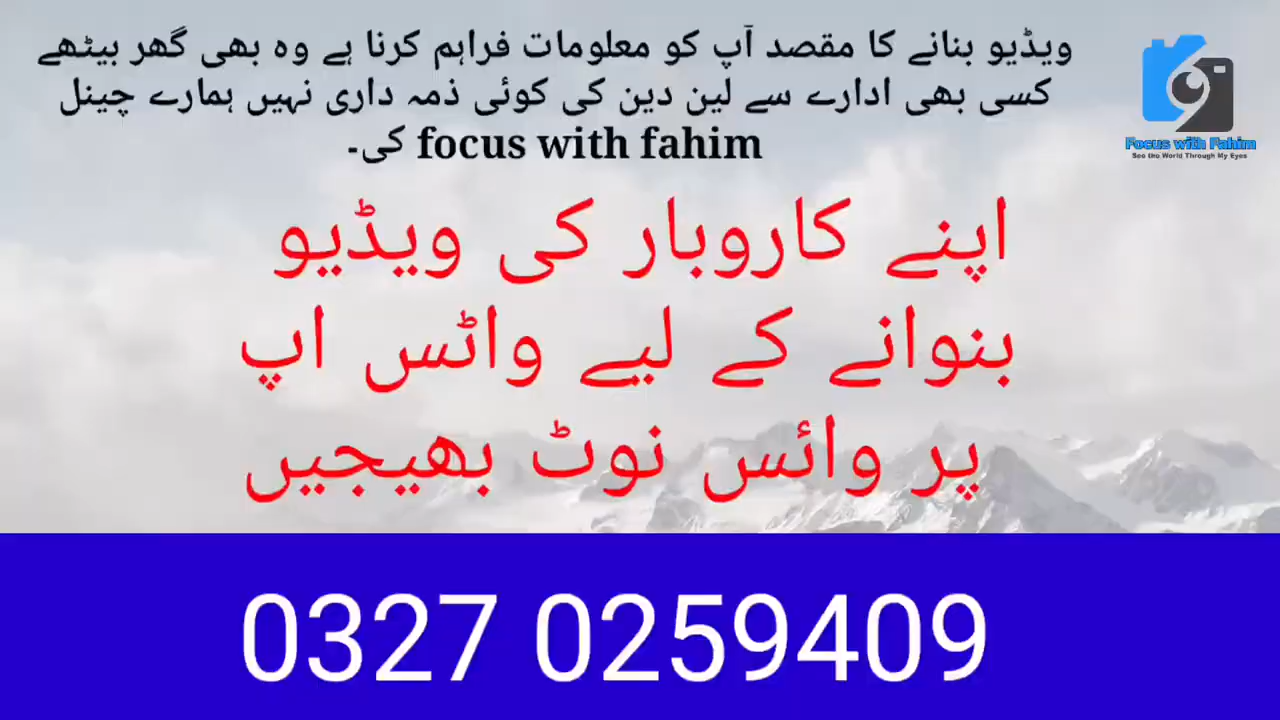 ویڈیو بنانے کا مقصد آپ کو معلومات فراہم کرنا ہے وہ بھی گھر بیٹھے
کسی بھی ادارے سے لین دین کی کوئی ذمہ داری نہیں ہمارے چینل
focus with fahim کی۔
Focus with Fahim
See the World Through My Eyes
اپنے کاروبار کی ویڈیو
بنوانے کے لیے واٹس اپ
پر وائس نوٹ بھیجیں
0327 0259409